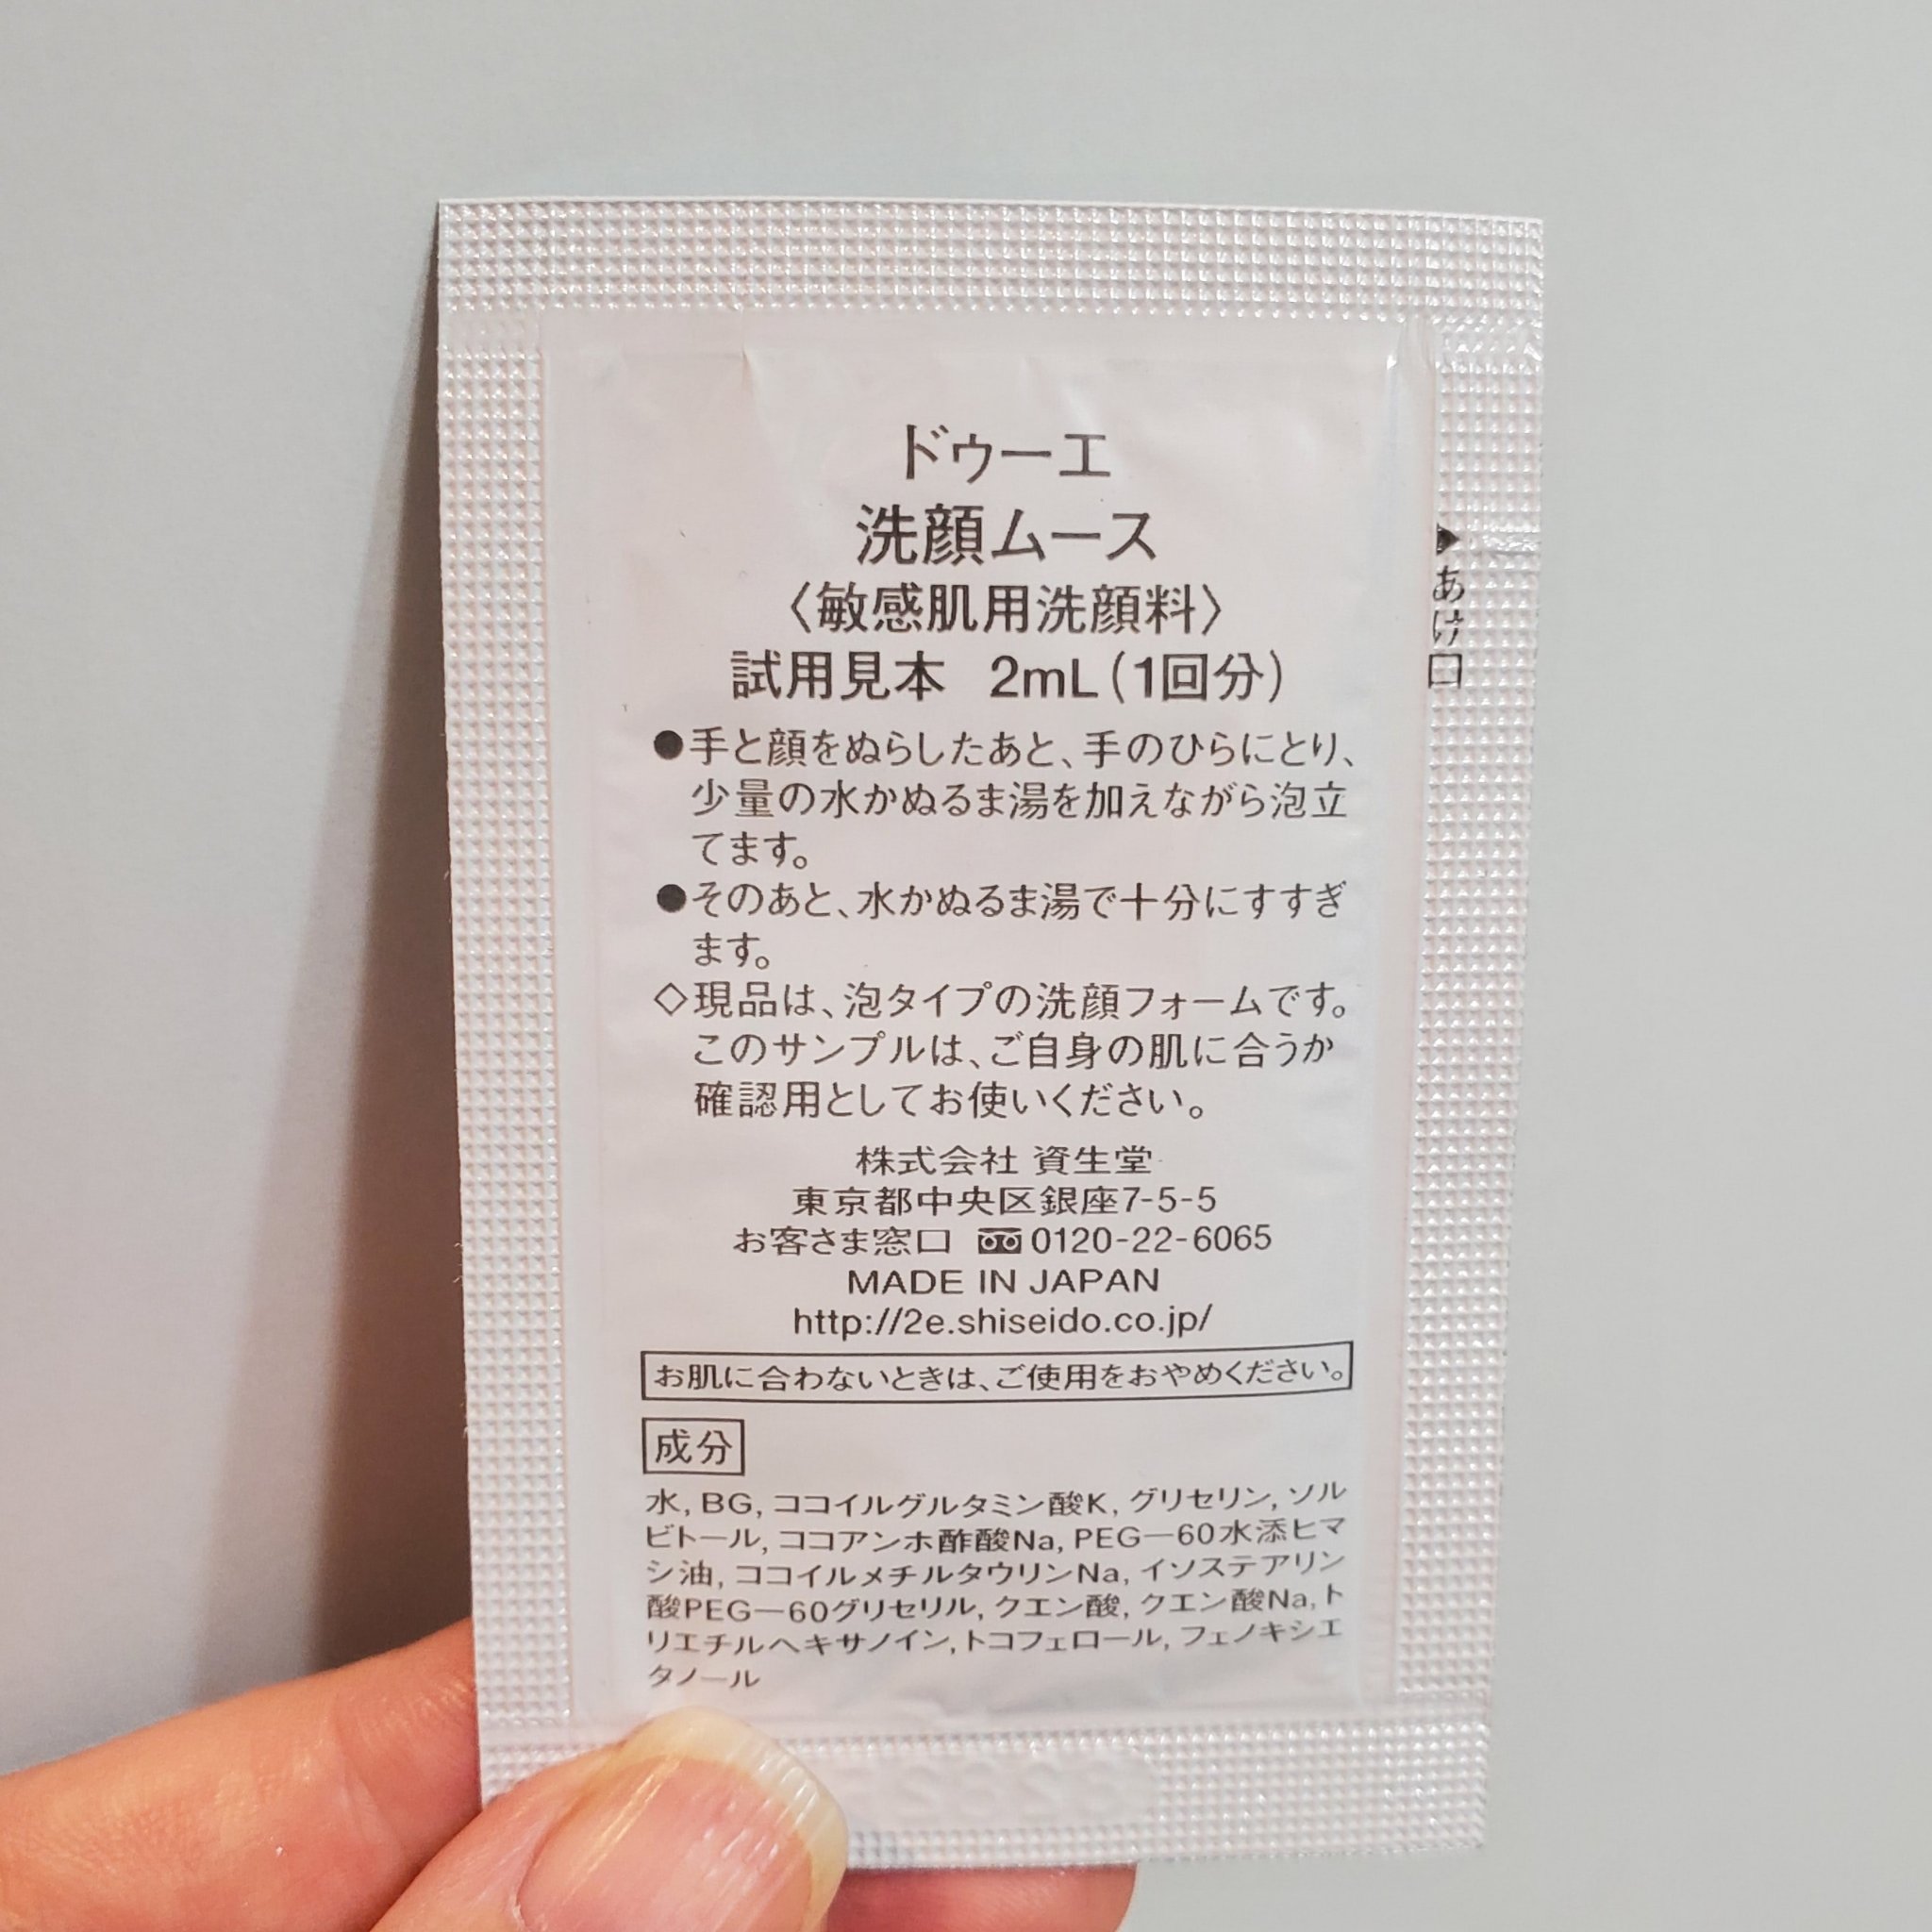 ドゥーエ
洗顔ムース
〈敏感肌用洗顔料〉
試用見本 2mL(1回分)
▶あけ口
●手と顔をぬらしたあと、手のひらにとり、
少量の水かぬるま湯を加えながら泡立
てます。
●そのあと、水かぬるま湯で十分にすすぎ
ます。
◇現品は、泡タイプの洗顔フォームです。
このサンプルは、ご自身の肌に合うか
確認用としてお使いください。
株式会社 資生堂
東京都中央区銀座7-5-5
お客さま窓口 0120-22-6065
MADE IN JAPAN
http://2e.shiseido.co.jp/
お肌に合わないときは、ご使用をおやめください。
成分
水, BG, ココイルグルタミン酸K, グリセリン, ソル
ビトール, ココアンホ酢酸Na, PEG－60水添ヒマ
シ油, ココイルメチルタウリンNa, イソステアリン
酸PEG－60グリセリル, クエン酸, クエン酸Na, ト
リエチルヘキサノイン, トコフェロール, フェノキシエ
タノール